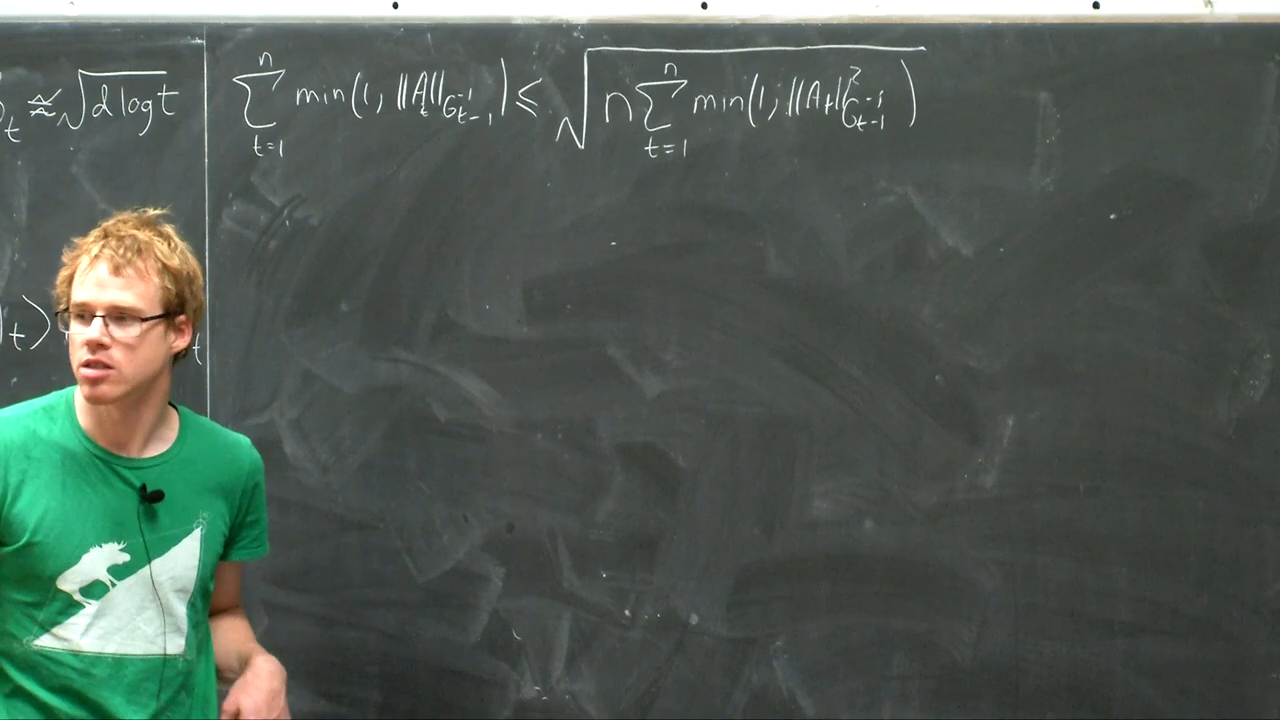 t ≈ √(d log t)
∑_{t=1}^{n} min(1, ||A_t||_{G_{t-1}^{-1}}) ≤ √(n ∑_{t=1}^{n} min(1, ||A_t||²_{G_{t-1}^{-1}}))
t⟩
t